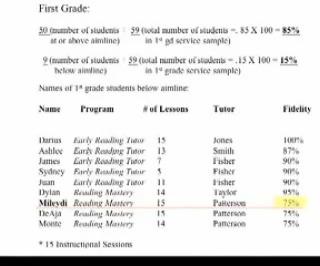 First Grade:
50 (number of students ÷ 59 (total number of students =. 85 X 100 = 85%
at or above aimline) in 1st gd service sample)
9 (number of students ÷ 59 (total number of students = .15 X 100 = 15%
below aimline) in 1st grade service sample)
Names of 1st grade students below aimline:
Name Program # of Lessons Tutor Fidelity
Darius Early Reading Tutor 15 Jones 100%
Ashlee Early Reading Tutor 13 Smith 87%
James Early Reading Tutor 7 Fisher 90%
Sydney Early Reading Tutor 5 Fisher 90%
Juan Early Reading Tutor 11 Fisher 90%
Dylan Reading Mastery 14 Taylor 95%
Mileydi Reading Mastery 15 Patterson 75%
DeAja Reading Mastery 15 Patterson 75%
Monte Reading Mastery 14 Patterson 75%
* 15 Instructional Sessions